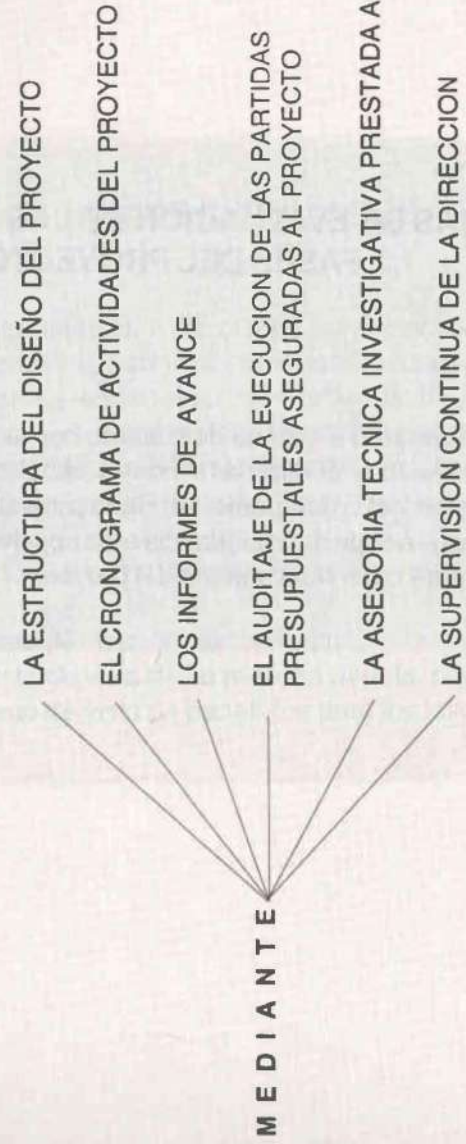 M E D I A N T E
LA ESTRUCTURA DEL DISEÑO DEL PROYECTO
EL CRONOGRAMA DE ACTIVIDADES DEL PROYECTO
LOS INFORMES DE AVANCE
EL AUDIUNE DE LA EJECUCION DE LAS PARTIDAS
PRESUPUESTALES ASEGURADAS AL PROYECTO
LA ASESORIA TECNICA INVESTIGATIVA PRESTADA A
LA SUPERVISION CONTINUA DE LA DIRECCION